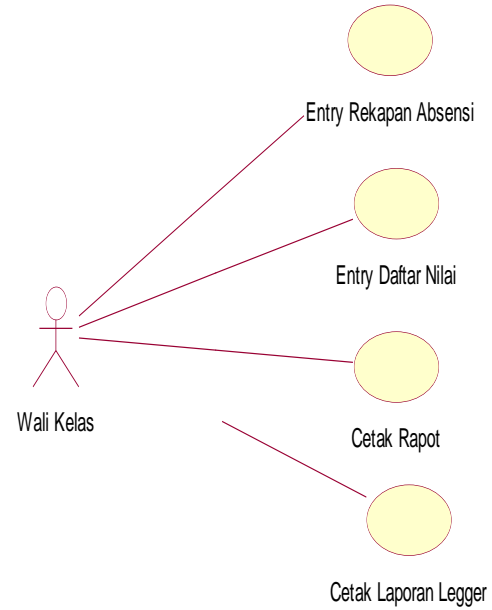 Entry Rekapan Absensi
Entry Daftar Nilai
Wali Kelas
Cetak Rapot
Cetak Laporan Legger